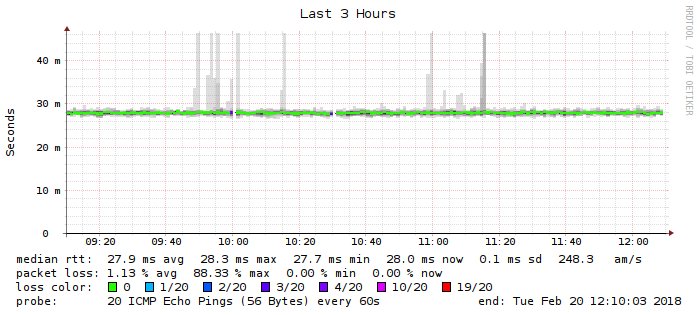 Last 3 Hours
RRDTOOL / TOBI OETIKER
Seconds
40 m
30 m
20 m
10 m
0
09:20 09:40 10:00 10:20 10:40 11:00 11:20 11:40 12:00
median rtt: 27.9 ms avg 28.3 ms max 27.7 ms min 28.0 ms now 0.1 ms sd 248.3 am/s
packet loss: 1.13 % avg 88.33 % max 0.00 % min 0.00 % now
loss color: 0 1/20 2/20 3/20 4/20 10/20 19/20
probe: 20 ICMP Echo Pings (56 Bytes) every 60s end: Tue Feb 20 12:10:03 2018